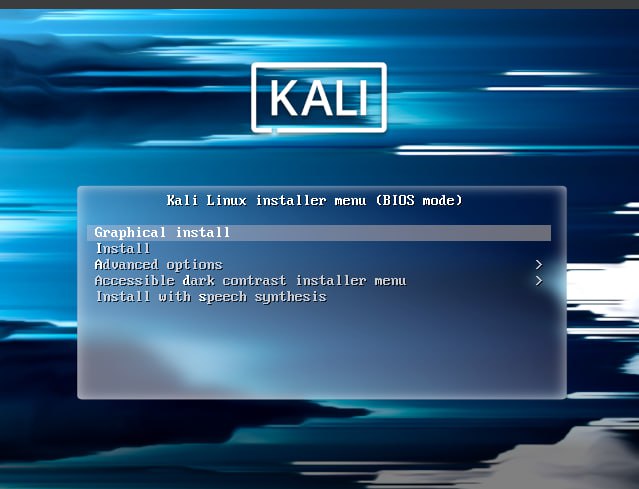 KALI
Kali Linux installer menu (BIOS mode)
Graphical install
Install
Advanced options >
Accessible dark contrast installer menu >
Install with speech synthesis